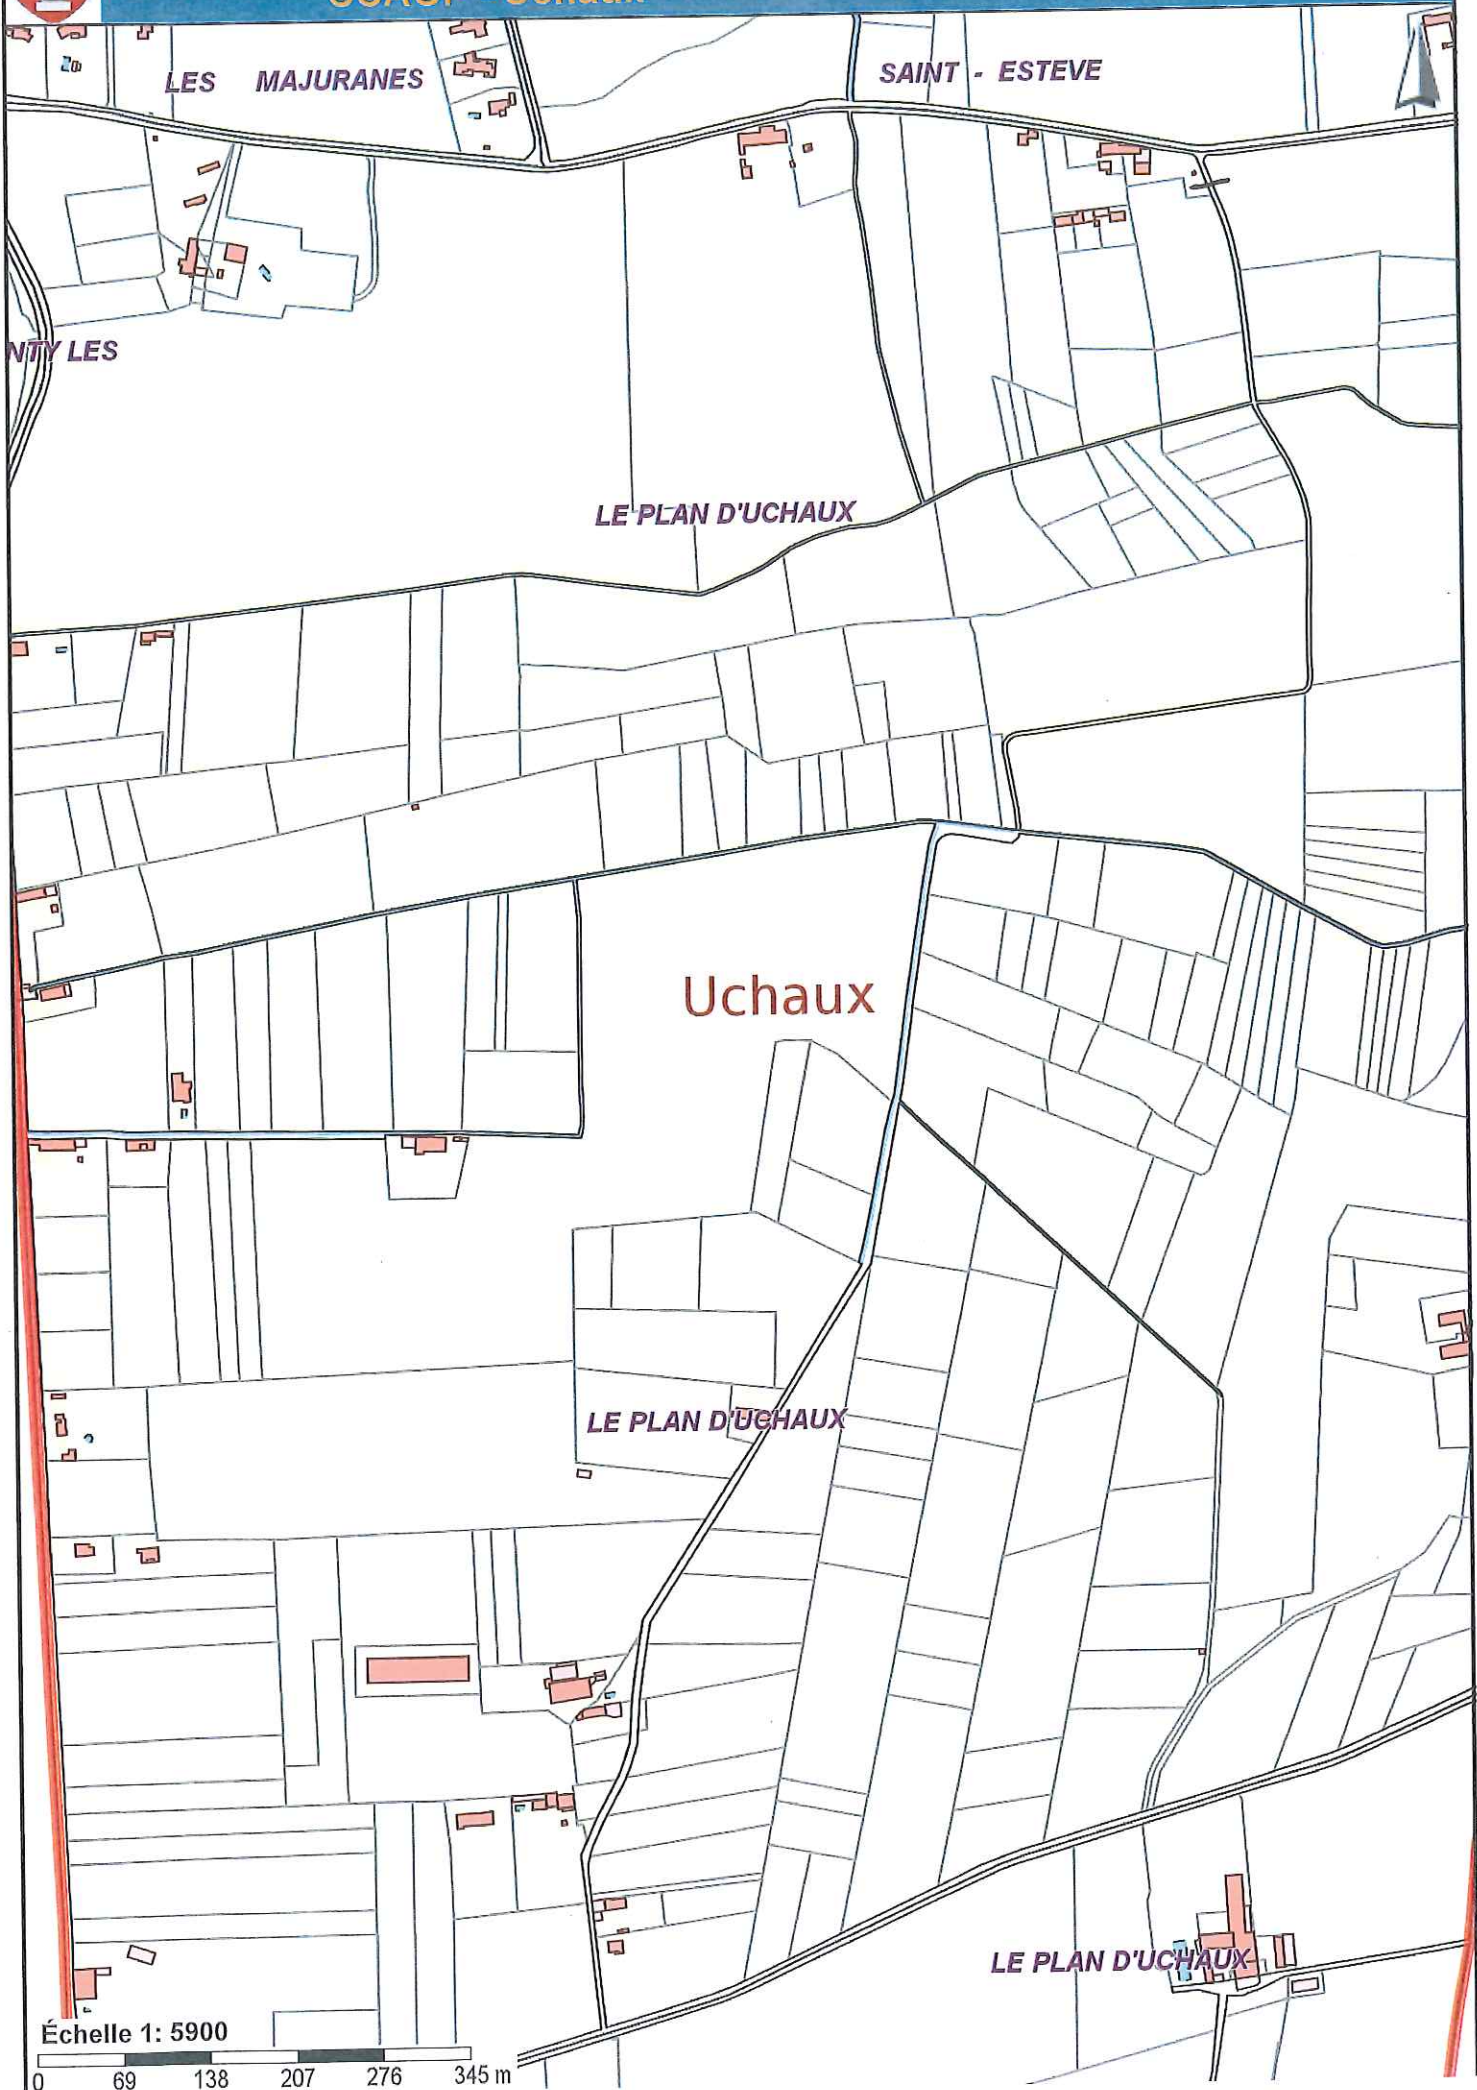 LES MAJURANES
SAINT - ESTEVE
NTY LES
LE PLAN D'UCHAUX
Uchaux
LE PLAN D'UCHAUX
LE PLAN D'UCHAUX
Échelle 1: 5900
0 69 138 207 276 345 m